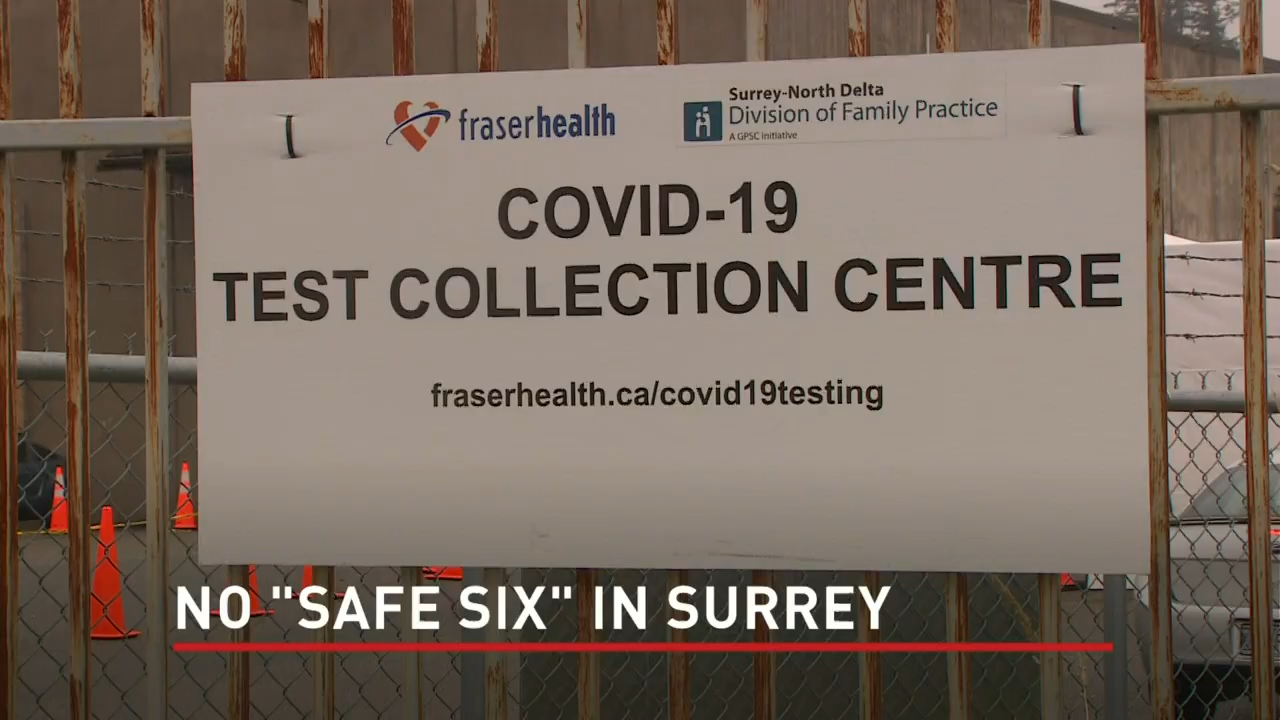 fraserhealth
Surrey-North Delta
Division of Family Practice
A GPSC initiative
COVID-19
TEST COLLECTION CENTRE
fraserhealth.ca/covid19testing
NO "SAFE SIX" IN SURREY